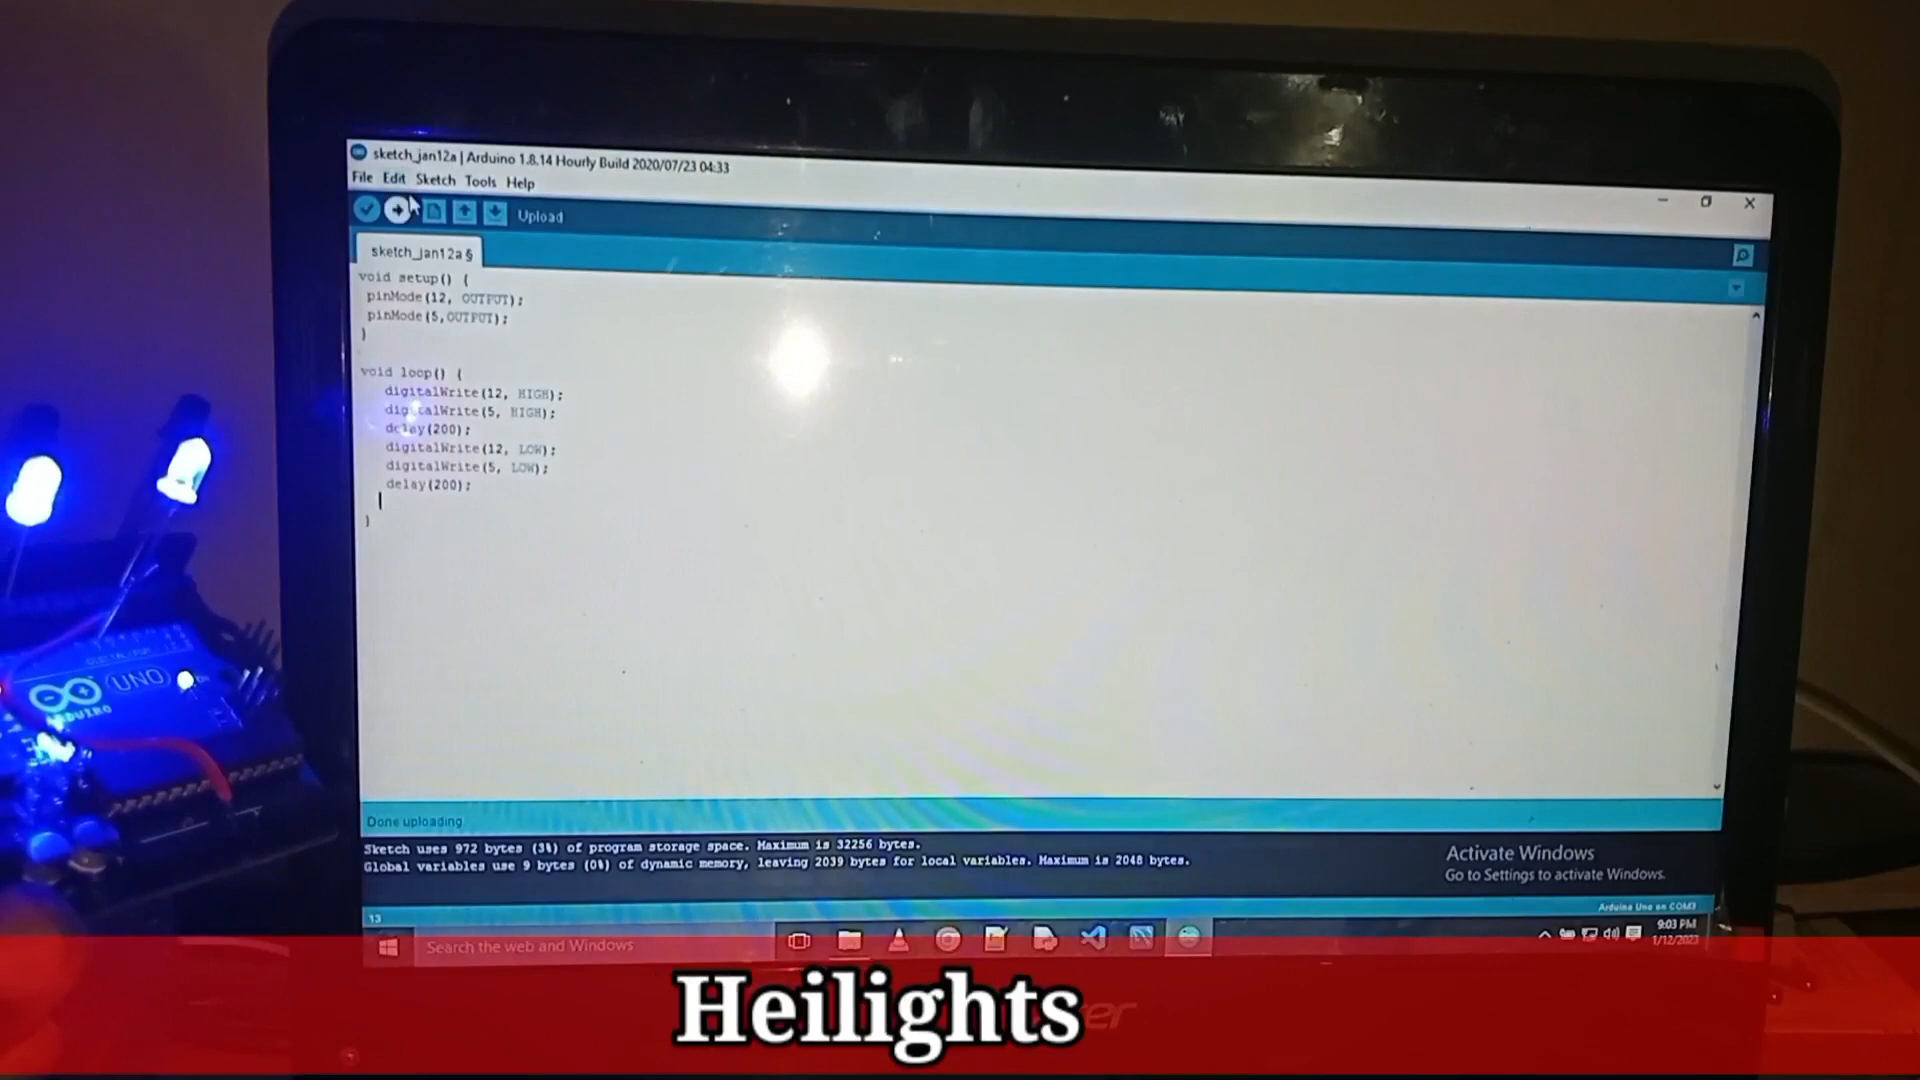 sketch_jan12a | Arduino 1.8.14 Hourly Build 2020/07/23 04:33
File Edit Sketch Tools Help
Upload
sketch_jan12a §
void setup() {
pinMode(12, OUTPUT);
pinMode(5,OUTPUT);
}
void loop() {
digitalWrite(12, HIGH);
digitalWrite(5, HIGH);
delay(200);
digitalWrite(12, LOW);
digitalWrite(5, LOW);
delay(200);
}
UNO
ARDUINO
Done uploading
Sketch uses 972 bytes (3%) of program storage space. Maximum is 32256 bytes.
Global variables use 9 bytes (0%) of dynamic memory, leaving 2039 bytes for local variables. Maximum is 2048 bytes.
Activate Windows
Go to Settings to activate Windows.
13
Arduino Uno on COM3
Search the web and Windows
9:03 PM
1/12/2023
Heilights